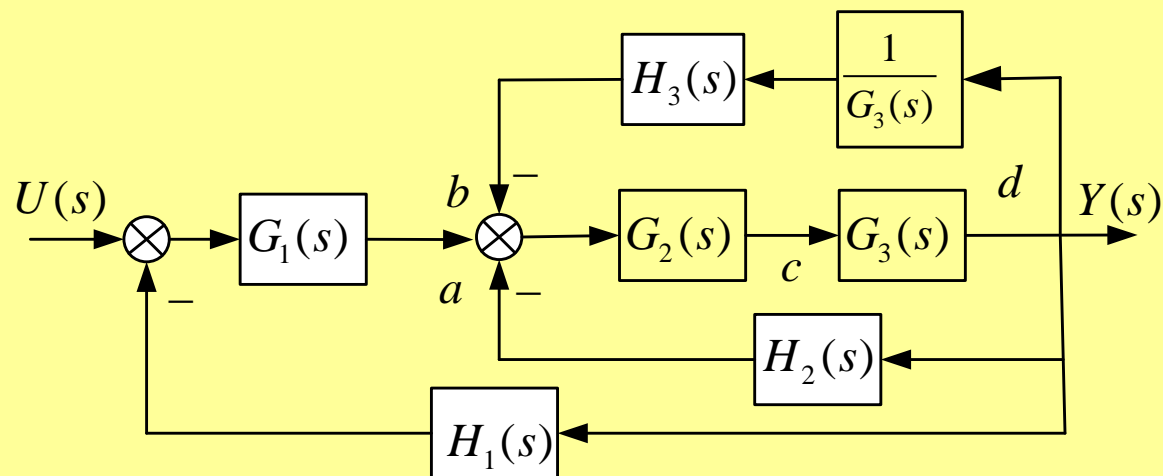 H₃(s)
1
G₃(s)
U(s)
−
b
−
d
Y(s)
G₁(s)
G₂(s)
G₃(s)
a
−
c
H₂(s)
H₁(s)